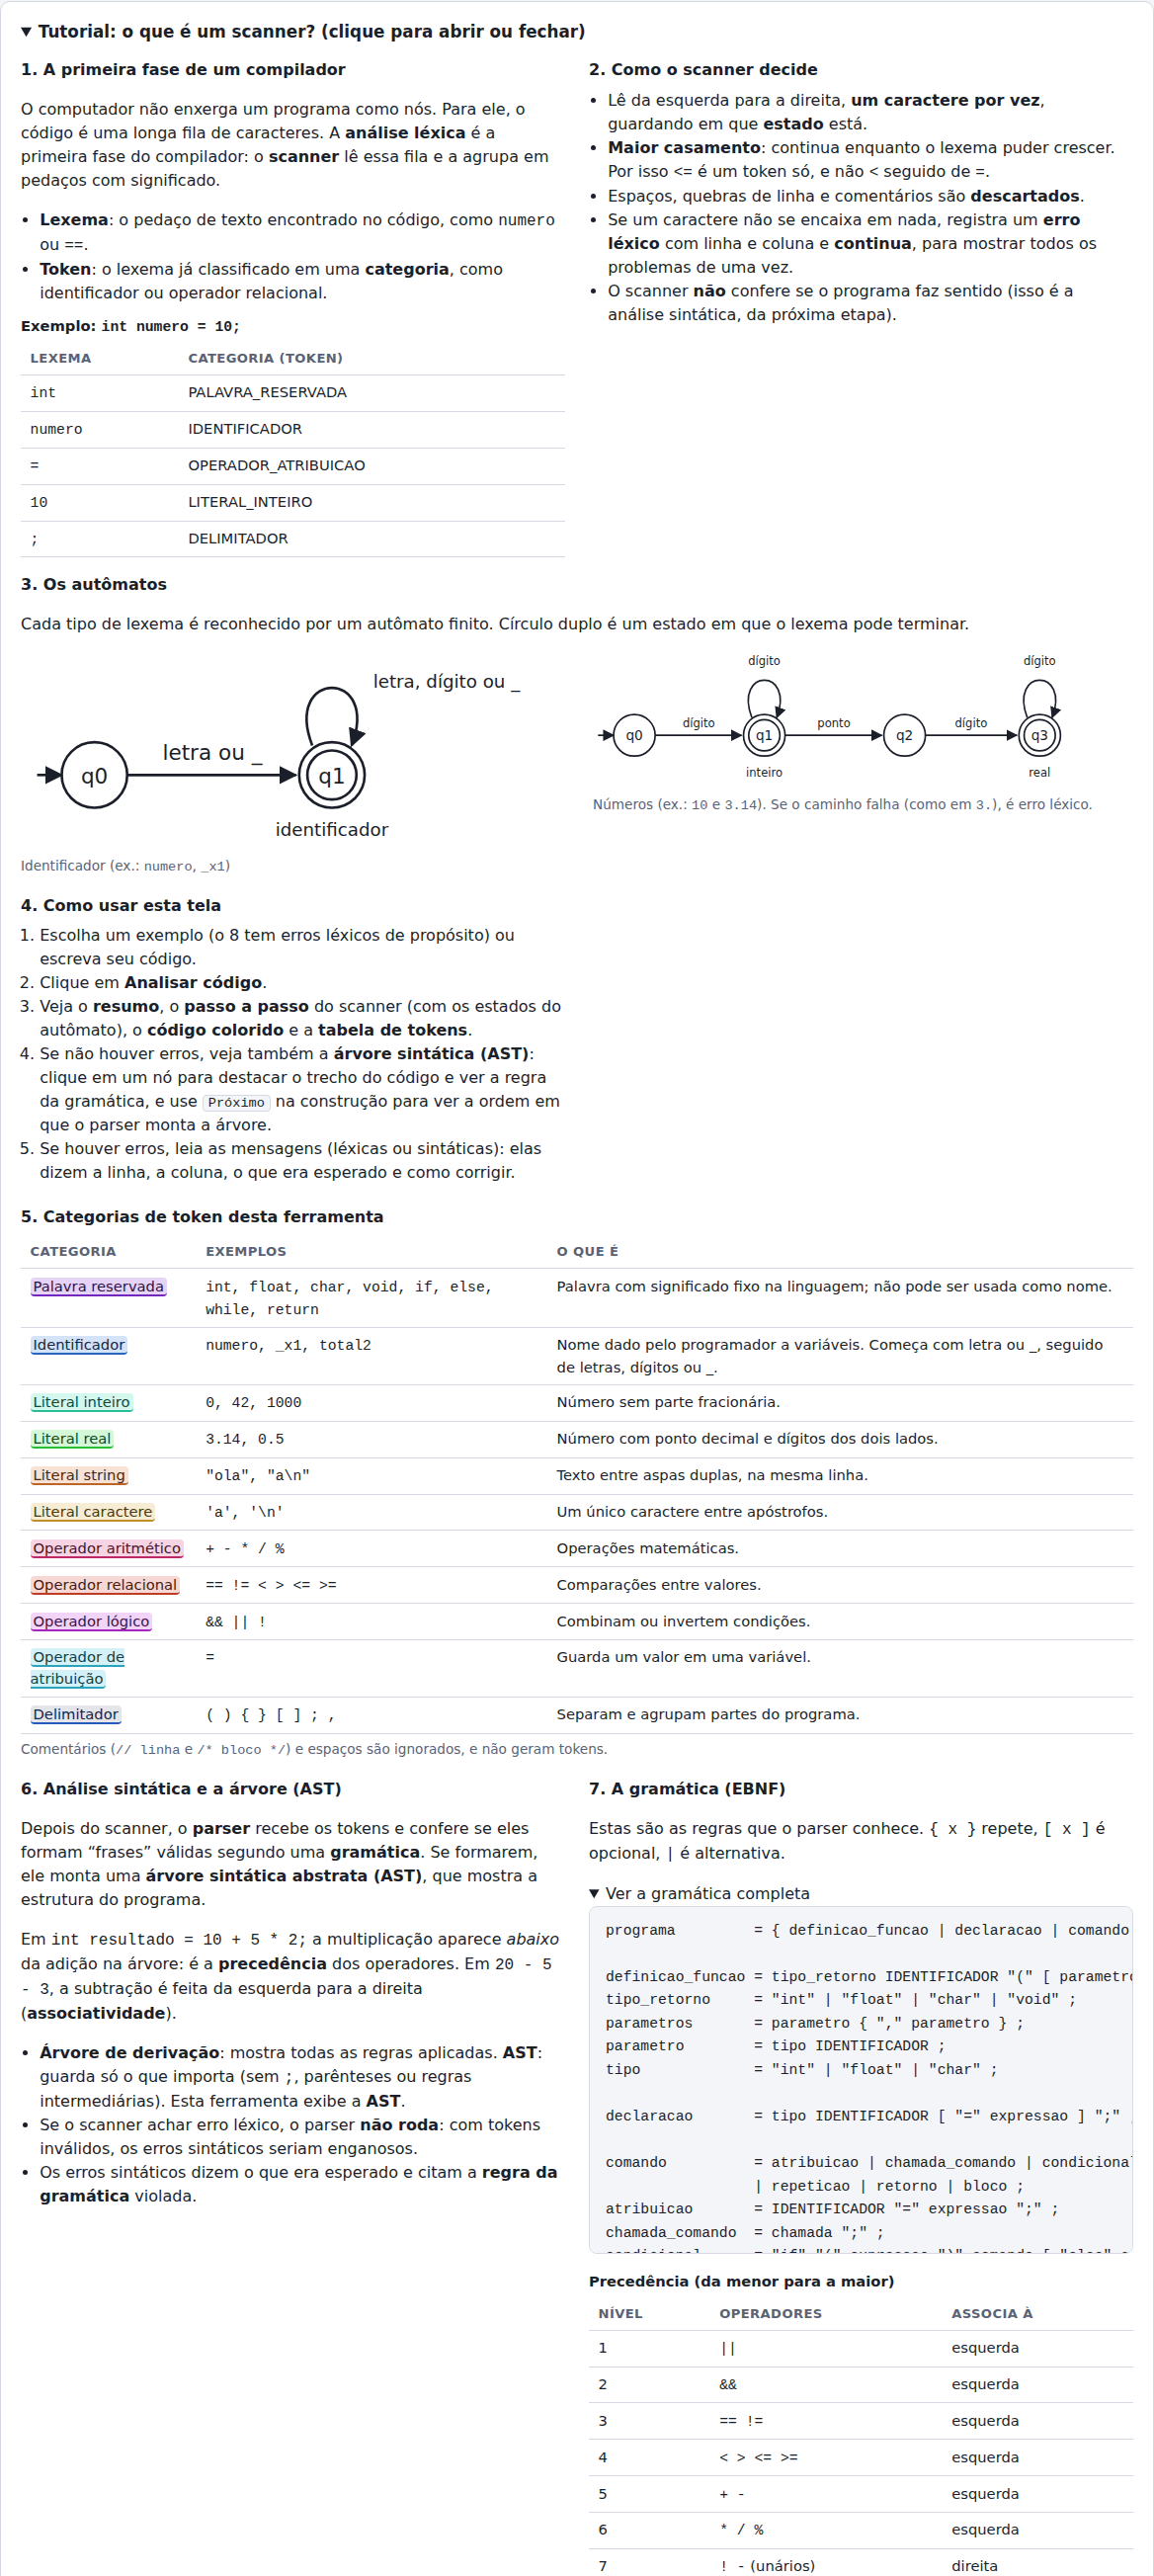 Tutorial: o que é um scanner? (clique para abrir ou fechar)
1. A primeira fase de um compilador
O computador não enxerga um programa como nós. Para ele, o
código é uma longa fila de caracteres. A análise léxica é a
primeira fase do compilador: o scanner lê essa fila e a agrupa em
pedaços com significado.
• Lexema: o pedaço de texto encontrado no código, como numero
ou ==.
• Token: o lexema já classificado em uma categoria, como
identificador ou operador relacional.
Exemplo: int numero = 10;
LEXEMA CATEGORIA (TOKEN)
int PALAVRA_RESERVADA
numero IDENTIFICADOR
= OPERADOR_ATRIBUICAO
10 LITERAL_INTEIRO
; DELIMITADOR
2. Como o scanner decide
• Lê da esquerda para a direita, um caractere por vez,
guardando em que estado está.
• Maior casamento: continua enquanto o lexema puder crescer.
Por isso <= é um token só, e não < seguido de =.
• Espaços, quebras de linha e comentários são descartados.
• Se um caractere não se encaixa em nada, registra um erro
léxico com linha e coluna e continua, para mostrar todos os
problemas de uma vez.
• O scanner não confere se o programa faz sentido (isso é a
análise sintática, da próxima etapa).
3. Os autômatos
Cada tipo de lexema é reconhecido por um autômato finito. Círculo duplo é um estado em que o lexema pode terminar.
letra, dígito ou _
q0 letra ou _ q1
identificador
Identificador (ex.: numero, _x1)
dígito dígito
q0 dígito q1 ponto q2 dígito q3
inteiro real
Números (ex.: 10 e 3.14). Se o caminho falha (como em 3.), é erro léxico.
4. Como usar esta tela
1. Escolha um exemplo (o 8 tem erros léxicos de propósito) ou
escreva seu código.
2. Clique em Analisar código.
3. Veja o resumo, o passo a passo do scanner (com os estados do
autômato), o código colorido e a tabela de tokens.
4. Se não houver erros, veja também a árvore sintática (AST):
clique em um nó para destacar o trecho do código e ver a regra
da gramática, e use Próximo na construção para ver a ordem em
que o parser monta a árvore.
5. Se houver erros, leia as mensagens (léxicas ou sintáticas): elas
dizem a linha, a coluna, o que era esperado e como corrigir.
5. Categorias de token desta ferramenta
CATEGORIA EXEMPLOS O QUE É
Palavra reservada int, float, char, void, if, else, Palavra com significado fixo na linguagem; não pode ser usada como nome.
while, return
Identificador numero, _x1, total2 Nome dado pelo programador a variáveis. Começa com letra ou _, seguido
de letras, dígitos ou _.
Literal inteiro 0, 42, 1000 Número sem parte fracionária.
Literal real 3.14, 0.5 Número com ponto decimal e dígitos dos dois lados.
Literal string "ola", "a\n" Texto entre aspas duplas, na mesma linha.
Literal caractere 'a', '\n' Um único caractere entre apóstrofos.
Operador aritmético + - * / % Operações matemáticas.
Operador relacional == != < > <= >= Comparações entre valores.
Operador lógico && || ! Combinam ou invertem condições.
Operador de = Guarda um valor em uma variável.
atribuição
Delimitador ( ) { } [ ] ; , Separam e agrupam partes do programa.
Comentários (// linha e /* bloco */) e espaços são ignorados, e não geram tokens.
6. Análise sintática e a árvore (AST)
Depois do scanner, o parser recebe os tokens e confere se eles
formam “frases” válidas segundo uma gramática. Se formarem,
ele monta uma árvore sintática abstrata (AST), que mostra a
estrutura do programa.
Em int resultado = 10 + 5 * 2; a multiplicação aparece abaixo
da adição na árvore: é a precedência dos operadores. Em 20 - 5
- 3, a subtração é feita da esquerda para a direita
(associatividade).
• Árvore de derivação: mostra todas as regras aplicadas. AST:
guarda só o que importa (sem ;, parênteses ou regras
intermediárias). Esta ferramenta exibe a AST.
• Se o scanner achar erro léxico, o parser não roda: com tokens
inválidos, os erros sintáticos seriam enganosos.
• Os erros sintáticos dizem o que era esperado e citam a regra da
gramática violada.
7. A gramática (EBNF)
Estas são as regras que o parser conhece. { x } repete, [ x ] é
opcional, | é alternativa.
Ver a gramática completa
programa = { definicao_funcao | declaracao | comando
definicao_funcao = tipo_retorno IDENTIFICADOR "(" [ parametro
tipo_retorno = "int" | "float" | "char" | "void" ;
parametros = parametro { "," parametro } ;
parametro = tipo IDENTIFICADOR ;
tipo = "int" | "float" | "char" ;
declaracao = tipo IDENTIFICADOR [ "=" expressao ] ";"
comando = atribuicao | chamada_comando | condicional
| repeticao | retorno | bloco ;
atribuicao = IDENTIFICADOR "=" expressao ";" ;
chamada_comando = chamada ";" ;
Precedência (da menor para a maior)
NÍVEL OPERADORES ASSOCIA À
1 || esquerda
2 && esquerda
3 == != esquerda
4 < > <= >= esquerda
5 + - esquerda
6 * / % esquerda
7 ! - (unários) direita